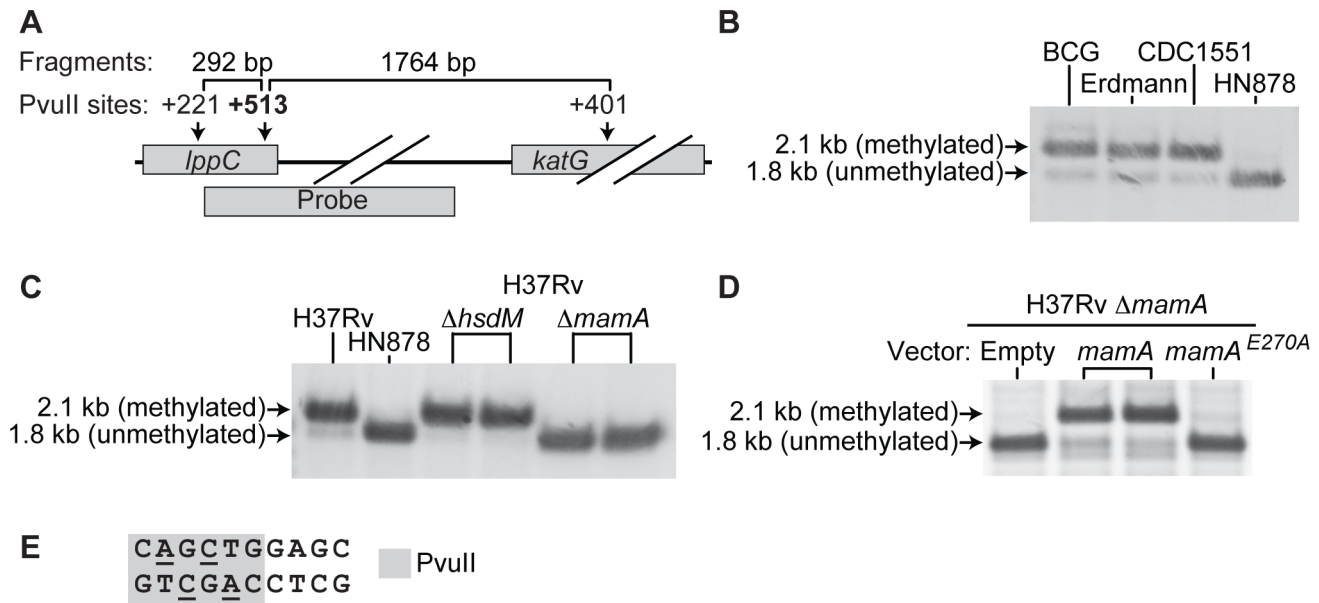 A
Fragments: 292 bp 1764 bp
PvuII sites: +221 +513 +401
lppC katG
Probe
B
BCG CDC1551
Erdmann HN878
2.1 kb (methylated)
1.8 kb (unmethylated)
C
H37Rv
H37Rv ΔhsdM ΔmamA
HN878
2.1 kb (methylated)
1.8 kb (unmethylated)
D
H37Rv ΔmamA
Vector: Empty mamA mamA E270A
2.1 kb (methylated)
1.8 kb (unmethylated)
E
CAGCTGGAGC
PvuII
GTCGACCTCG